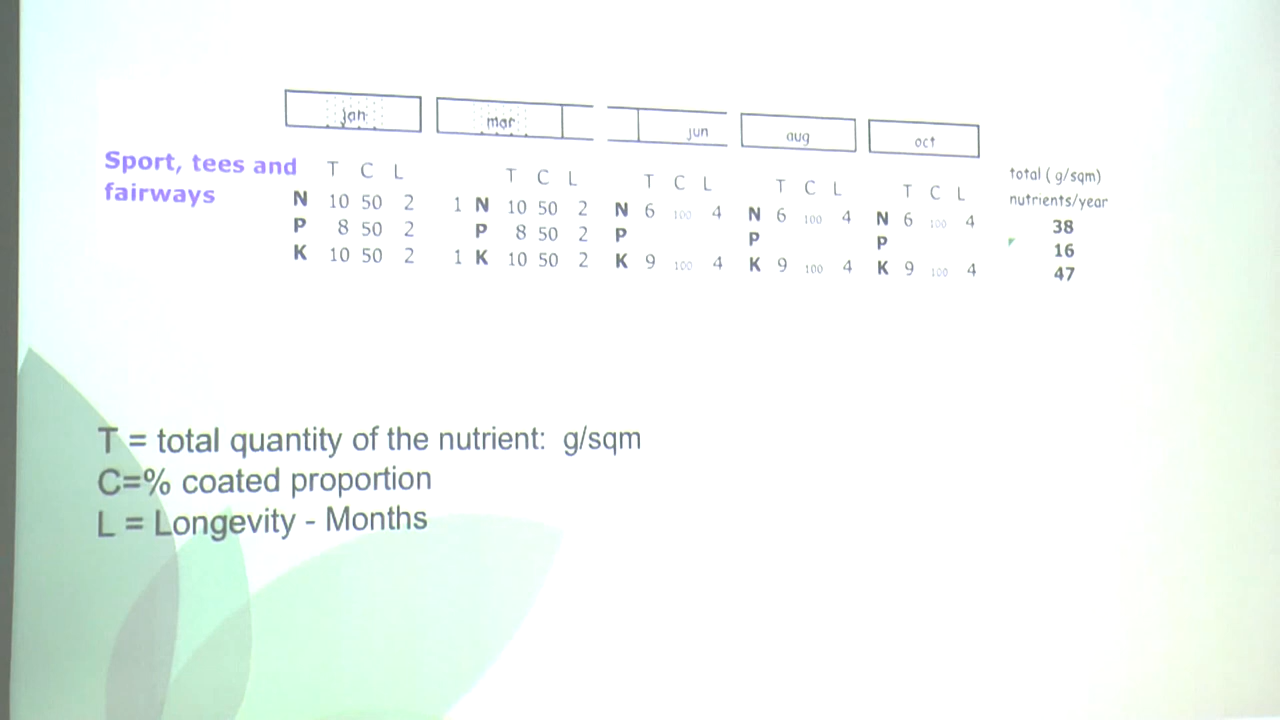 jan mar jun aug oct
Sport, tees and fairways
T C L T C L T C L T C L T C L total ( g/sqm)
nutrients/year
N 10 50 2 1 N 10 50 2 N 6 100 4 N 6 100 4 N 6 100 4 38
P 8 50 2 P 8 50 2 P P P 16
K 10 50 2 1 K 10 50 2 K 9 100 4 K 9 100 4 K 9 100 4 47
T = total quantity of the nutrient: g/sqm
C=% coated proportion
L = Longevity - Months